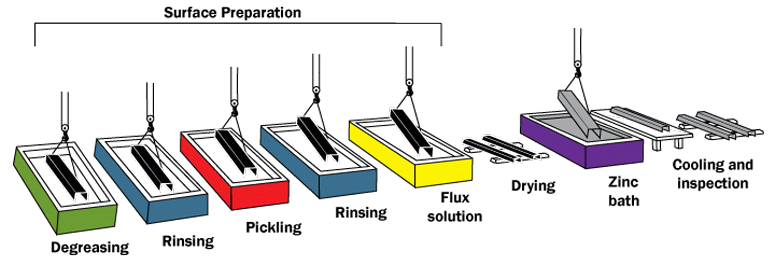 Surface Preparation
Degreasing
Rinsing
Pickling
Rinsing
Flux
solution
Drying
Zinc
bath
Cooling and
inspection